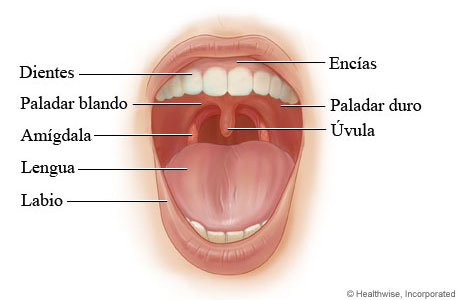 Dientes
Paladar blando
Amígdala
Lengua
Labio
Encías
Paladar duro
Úvula
© Healthwise, Incorporated